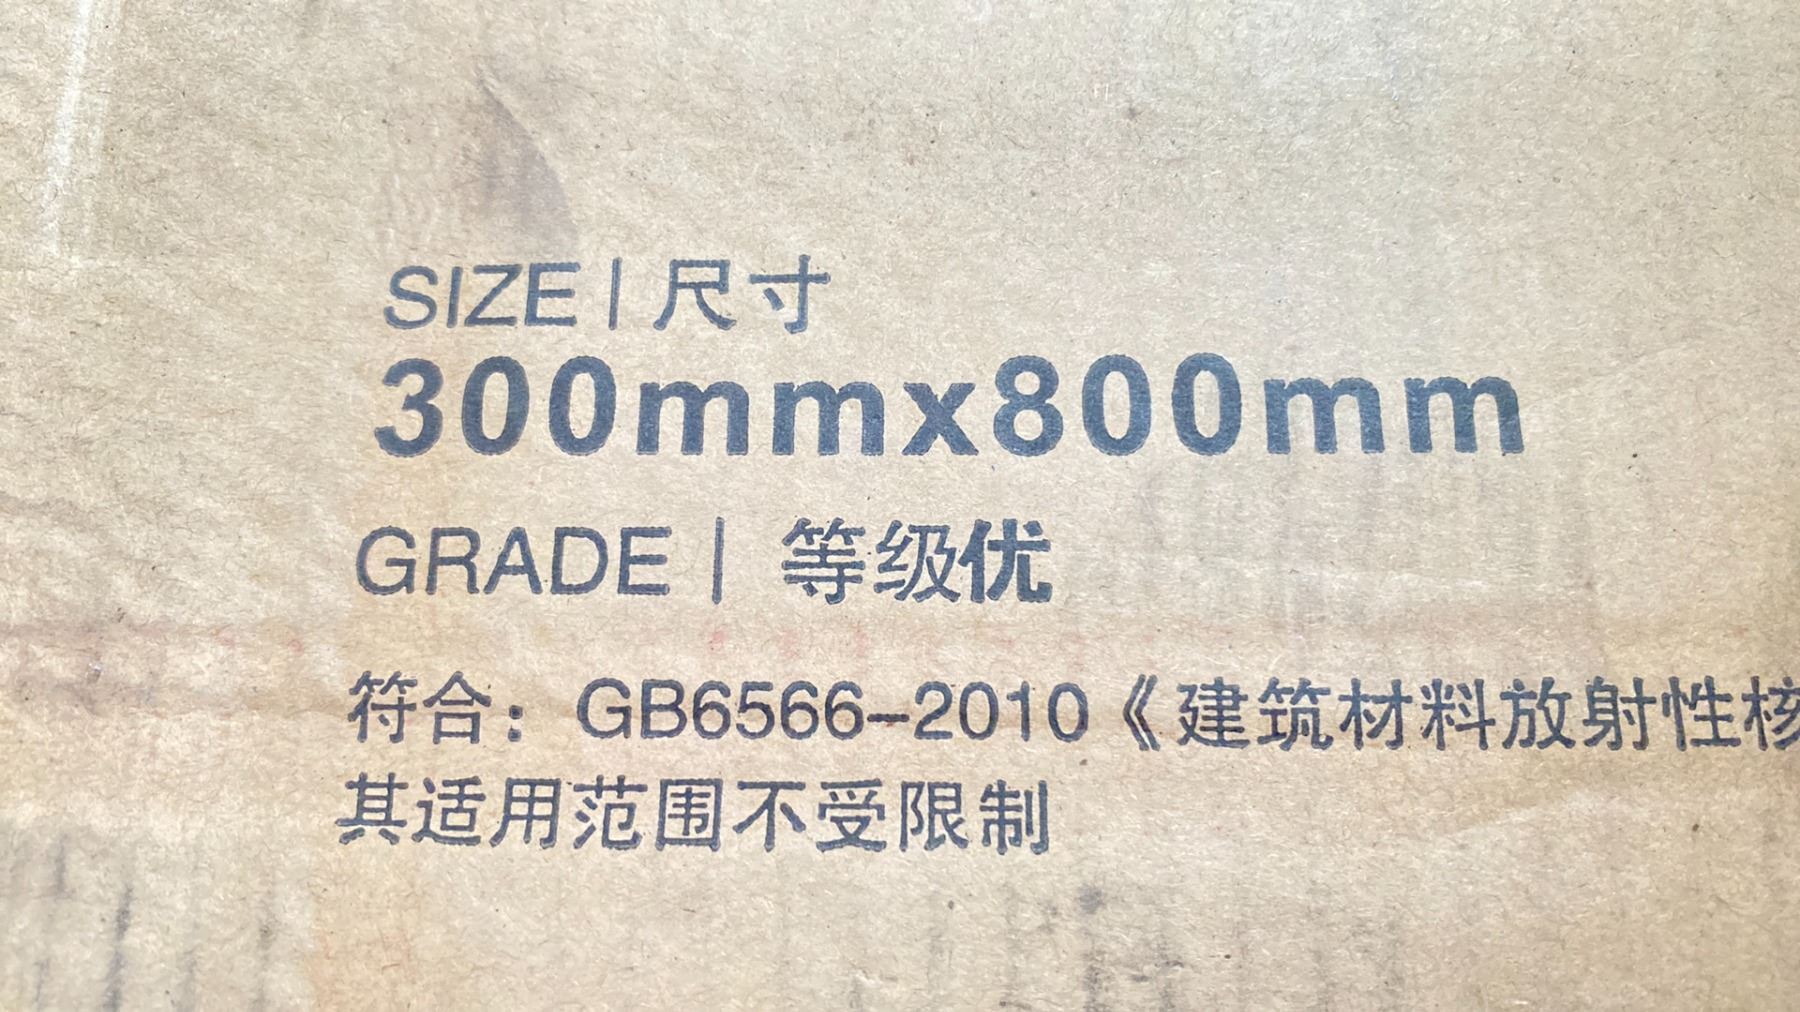 SIZE | 尺寸
300mmx800mm
GRADE | 等级优
符合：GB6566-2010《建筑材料放射性核
其适用范围不受限制